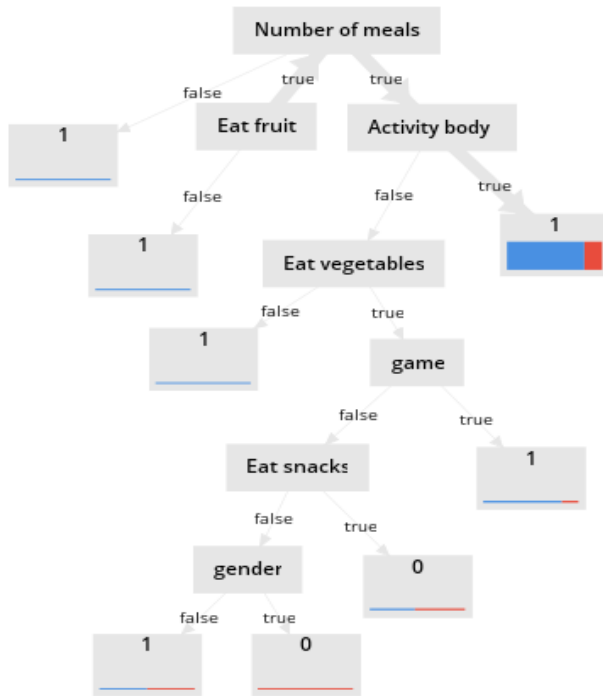 Number of meals
false
true
true
1
Eat fruit
Activity body
false
false
true
1
1
Eat vegetables
false
true
1
game
false
true
Eat snacks
1
false
true
gender
0
false
true
1
0